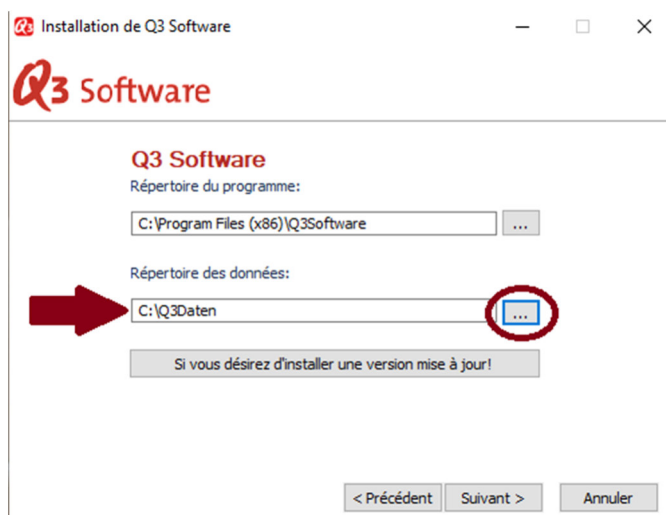 Installation de Q3 Software
Q3 Software
Q3 Software
Répertoire du programme:
C:\Program Files (x86)\Q3Software
...
Répertoire des données:
C:\Q3Daten
...
Si vous désirez d'installer une version mise à jour!
< Précédent Suivant > Annuler